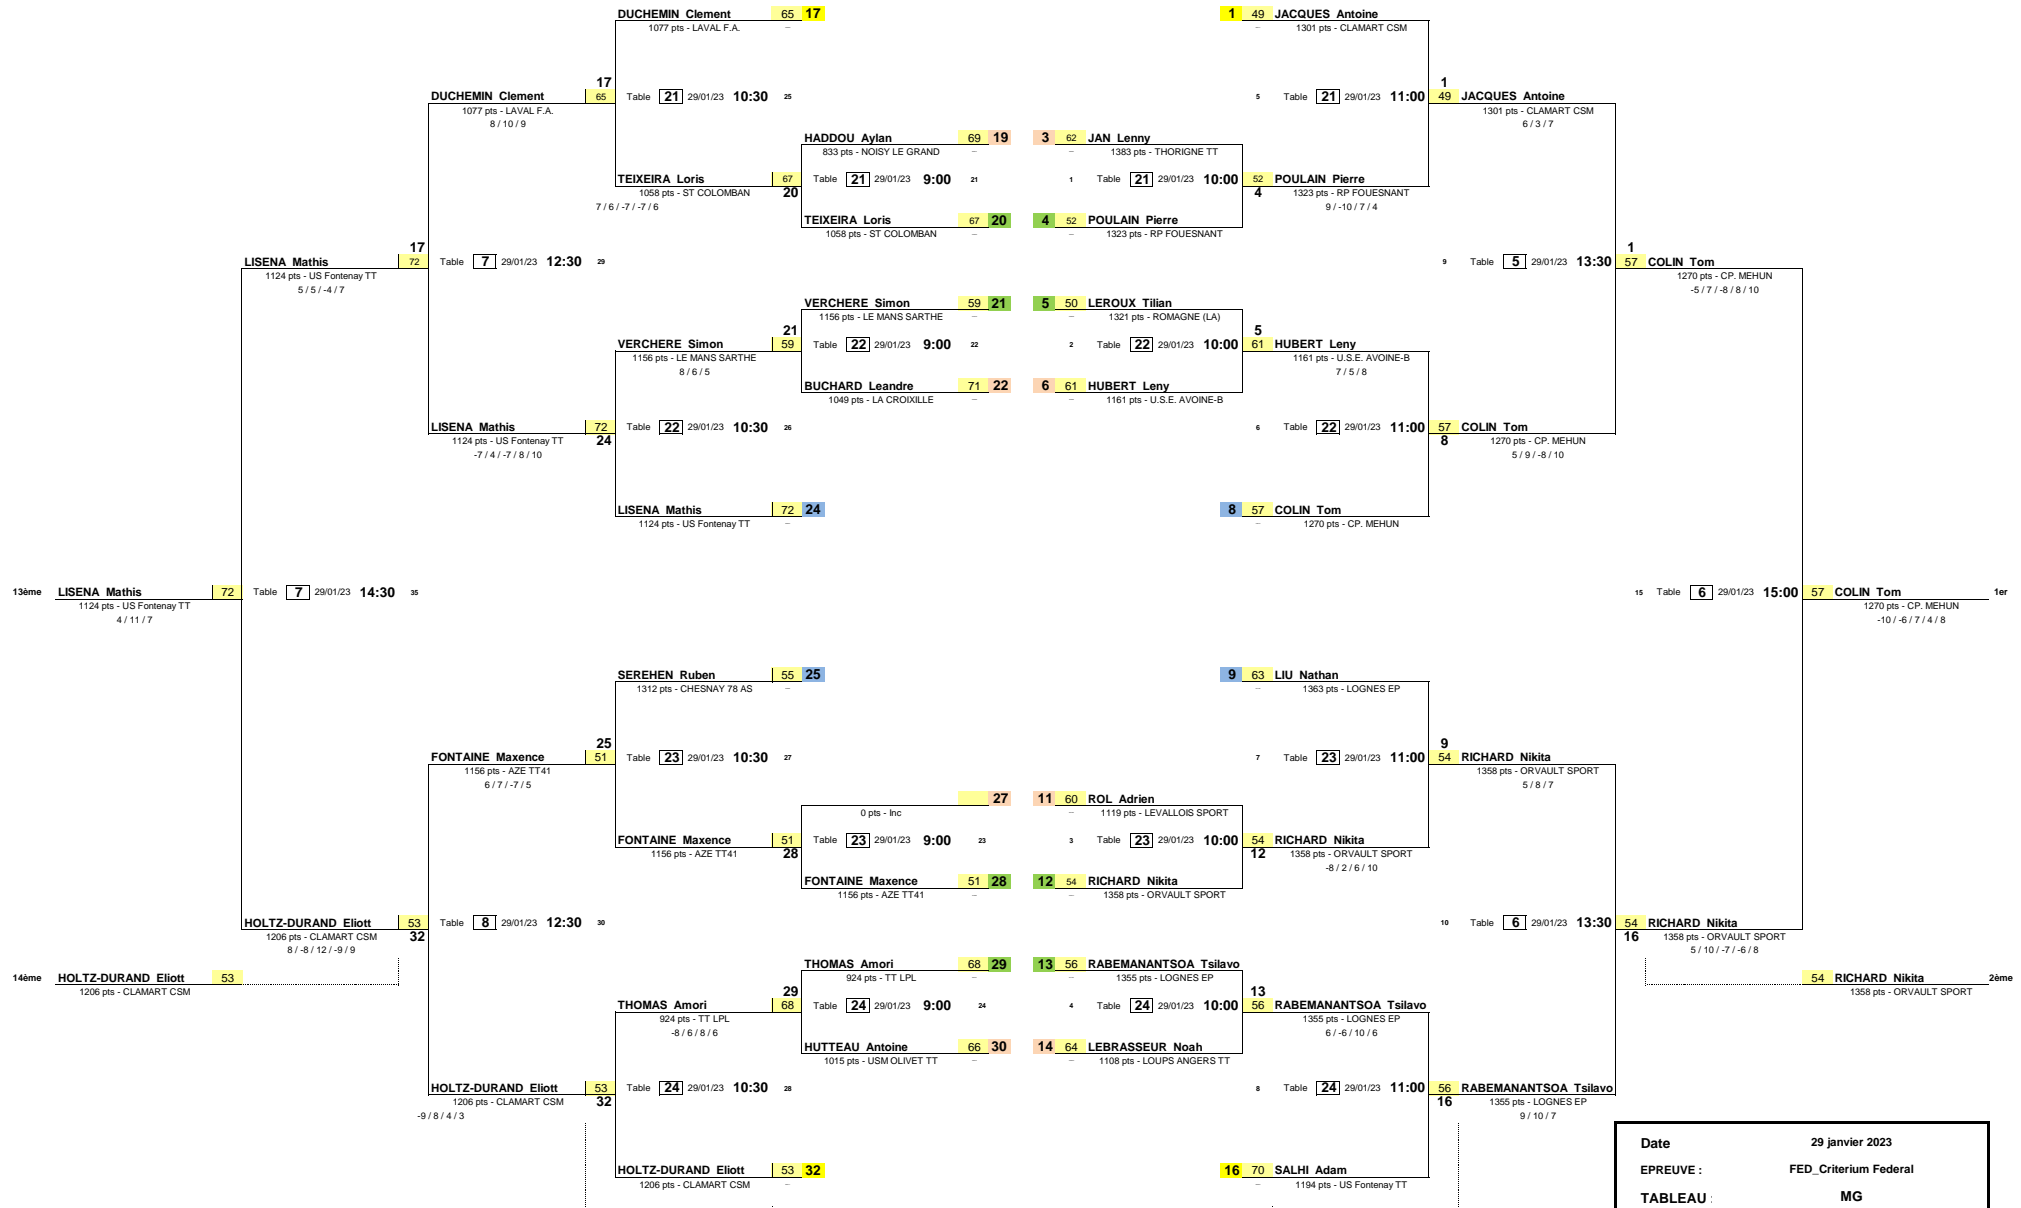 DUCHEMIN Clement 65 17
1077 pts - LAVAL F.A.
–
1 49 JACQUES Antoine
– 1301 pts - CLAMART CSM
17
DUCHEMIN Clement 65 Table 21 29/01/23 10:30 25
1077 pts - LAVAL F.A.
8 / 10 / 9
5 Table 21 29/01/23 11:00
1
49 JACQUES Antoine
1301 pts - CLAMART CSM
6 / 3 / 7
HADDOU Aylan 69 19
833 pts - NOISY LE GRAND –
3 62 JAN Lenny
– 1383 pts - THORIGNE TT
TEIXEIRA Loris 67 Table 21 29/01/23 9:00 21
1058 pts - ST COLOMBAN 20
7 / 6 / -7 / -7 / 6
1 Table 21 29/01/23 10:00 52 POULAIN Pierre
4 1323 pts - RP FOUESNANT
9 / -10 / 7 / 4
TEIXEIRA Loris 67 20
1058 pts - ST COLOMBAN –
4 52 POULAIN Pierre
– 1323 pts - RP FOUESNANT
17
LISENA Mathis 72 Table 7 29/01/23 12:30 29
1124 pts - US Fontenay TT
5 / 5 / -4 / 7
9 Table 5 29/01/23 13:30
1
57 COLIN Tom
1270 pts - CP. MEHUN
-5 / 7 / -8 / 8 / 10
VERCHERE Simon 59 21
1156 pts - LE MANS SARTHE –
5 50 LEROUX Tilian
– 1321 pts - ROMAGNE (LA)
21
VERCHERE Simon 59 Table 22 29/01/23 9:00 22
1156 pts - LE MANS SARTHE
8 / 6 / 5
2 Table 22 29/01/23 10:00
5
61 HUBERT Leny
1161 pts - U.S.E. AVOINE-B
7 / 5 / 8
BUCHARD Leandre 71 22
1049 pts - LA CROIXILLE –
6 61 HUBERT Leny
– 1161 pts - U.S.E. AVOINE-B
LISENA Mathis 72 Table 22 29/01/23 10:30 26
1124 pts - US Fontenay TT 24
-7 / 4 / -7 / 8 / 10
6 Table 22 29/01/23 11:00 57 COLIN Tom
8 1270 pts - CP. MEHUN
5 / 9 / -8 / 10
LISENA Mathis 72 24
1124 pts - US Fontenay TT –
8 57 COLIN Tom
– 1270 pts - CP. MEHUN
13ème LISENA Mathis 72 Table 7 29/01/23 14:30 35
1124 pts - US Fontenay TT
4 / 11 / 7
15 Table 6 29/01/23 15:00 57 COLIN Tom 1er
1270 pts - CP. MEHUN
-10 / -6 / 7 / 4 / 8
SEREHEN Ruben 55 25
1312 pts - CHESNAY 78 AS –
9 63 LIU Nathan
– 1363 pts - LOGNES EP
25
FONTAINE Maxence 51 Table 23 29/01/23 10:30 27
1156 pts - AZE TT41
6 / 7 / -7 / 5
7 Table 23 29/01/23 11:00
9
54 RICHARD Nikita
1358 pts - ORVAULT SPORT
5 / 8 / 7
27
0 pts - Inc
11 60 ROL Adrien
– 1119 pts - LEVALLOIS SPORT
FONTAINE Maxence 51 Table 23 29/01/23 9:00 23
1156 pts - AZE TT41 28
3 Table 23 29/01/23 10:00 54 RICHARD Nikita
12 1358 pts - ORVAULT SPORT
-8 / 2 / 6 / 10
FONTAINE Maxence 51 28
1156 pts - AZE TT41 –
12 54 RICHARD Nikita
– 1358 pts - ORVAULT SPORT
HOLTZ-DURAND Eliott 53 Table 8 29/01/23 12:30 30
1206 pts - CLAMART CSM 32
8 / -8 / 12 / -9 / 9
10 Table 6 29/01/23 13:30 54 RICHARD Nikita
16 1358 pts - ORVAULT SPORT
5 / 10 / -7 / -6 / 8
14ème HOLTZ-DURAND Eliott 53
1206 pts - CLAMART CSM
THOMAS Amori 68 29
924 pts - TT LPL –
13 56 RABEMANANTSOA Tsilavo
– 1355 pts - LOGNES EP
54 RICHARD Nikita 2ème
1358 pts - ORVAULT SPORT
29
THOMAS Amori 68 Table 24 29/01/23 9:00 24
924 pts - TT LPL
-8 / 6 / 8 / 6
4 Table 24 29/01/23 10:00
13
56 RABEMANANTSOA Tsilavo
1355 pts - LOGNES EP
6 / -6 / 10 / 6
HUTTEAU Antoine 66 30
1015 pts - USM OLIVET TT –
14 64 LEBRASSEUR Noah
– 1108 pts - LOUPS ANGERS TT
HOLTZ-DURAND Eliott 53 Table 24 29/01/23 10:30 28
1206 pts - CLAMART CSM 32
-9 / 8 / 4 / 3
8 Table 24 29/01/23 11:00 56 RABEMANANTSOA Tsilavo
16 1355 pts - LOGNES EP
9 / 10 / 7
HOLTZ-DURAND Eliott 53 32
1206 pts - CLAMART CSM –
16 70 SALHI Adam
– 1194 pts - US Fontenay TT
Date 29 janvier 2023
EPREUVE : FED_Criterium Federal
TABLEAU : MG